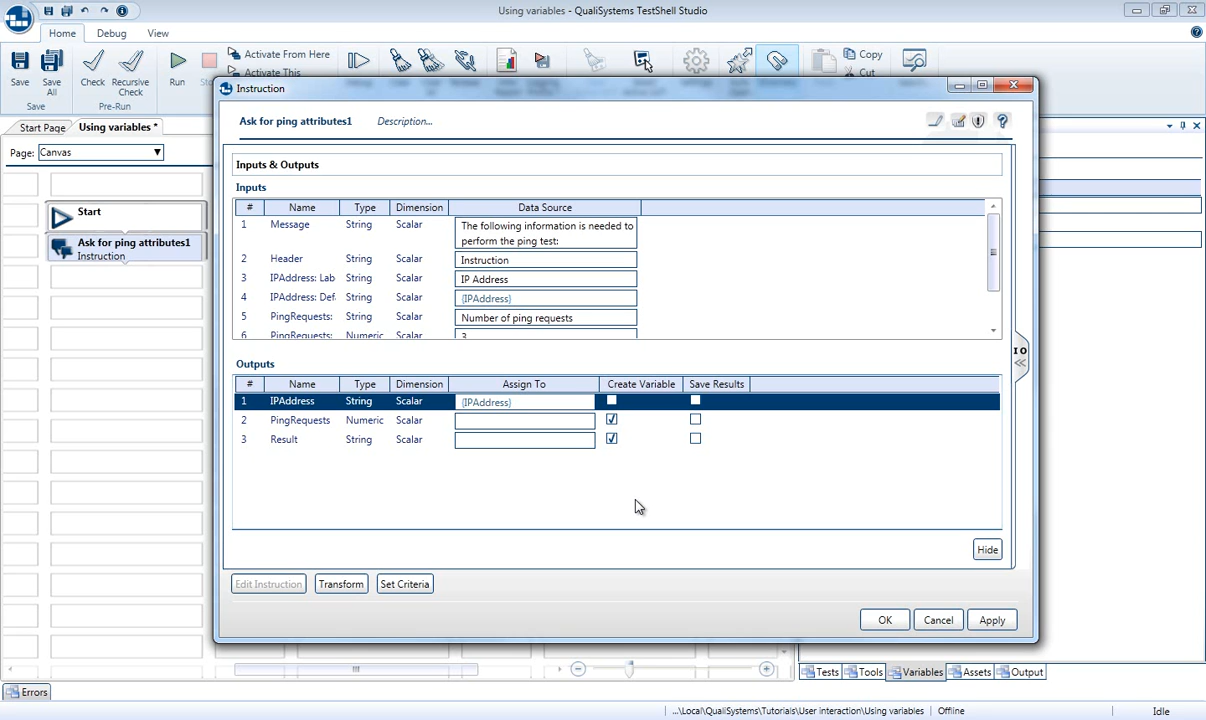 Using variables - QualiSystems TestShell Studio
Home Debug View
Activate From Here Copy
Activate This Cut
Save Save All Check Recursive Check Run
Save Pre-Run
Start Page Using variables *
Page: Canvas
Start
Ask for ping attributes1
Instruction
Instruction
Ask for ping attributes1 Description...
Inputs & Outputs
Inputs
# Name Type Dimension Data Source
1 Message String Scalar The following information is needed to perform the ping test:
2 Header String Scalar Instruction
3 IPAddress: Lab String Scalar IP Address
4 IPAddress: Def. String Scalar {IPAddress}
5 PingRequests: String Scalar Number of ping requests
6 PingRequests: Numeric Scalar 3
IO
Outputs
# Name Type Dimension Assign To Create Variable Save Results
1 IPAddress String Scalar {IPAddress}
2 PingRequests Numeric Scalar
3 Result String Scalar
Hide
Edit Instruction Transform Set Criteria
OK Cancel Apply
Tests Tools Variables Assets Output
Errors
...\Local\QualiSystems\Tutorials\User interaction\Using variables Offline Idle